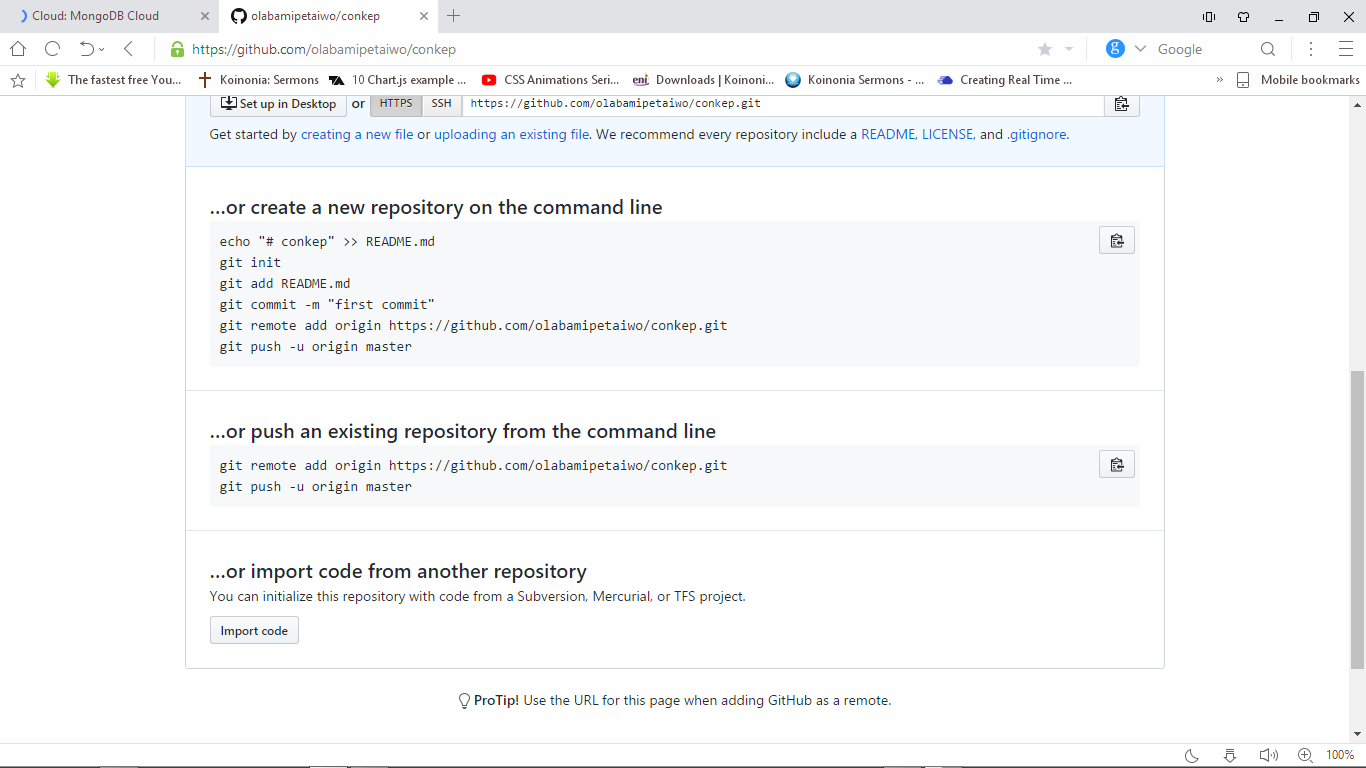 Cloud: MongoDB Cloud
olabamipetaiwo/conkep
https://github.com/olabamipetaiwo/conkep
g
Google
The fastest free You...
Koinonia: Sermons
10 Chart.js example ...
CSS Animations Seri...
eni
Downloads | Koinoni...
Koinonia Sermons - ...
Creating Real Time ...
»
Mobile bookmarks
Set up in Desktop or HTTPS SSH https://github.com/olabamipetaiwo/conkep.git
Get started by creating a new file or uploading an existing file. We recommend every repository include a README, LICENSE, and .gitignore.
...or create a new repository on the command line
echo "# conkep" >> README.md
git init
git add README.md
git commit -m "first commit"
git remote add origin https://github.com/olabamipetaiwo/conkep.git
git push -u origin master
...or push an existing repository from the command line
git remote add origin https://github.com/olabamipetaiwo/conkep.git
git push -u origin master
...or import code from another repository
You can initialize this repository with code from a Subversion, Mercurial, or TFS project.
Import code
ProTip! Use the URL for this page when adding GitHub as a remote.
100%